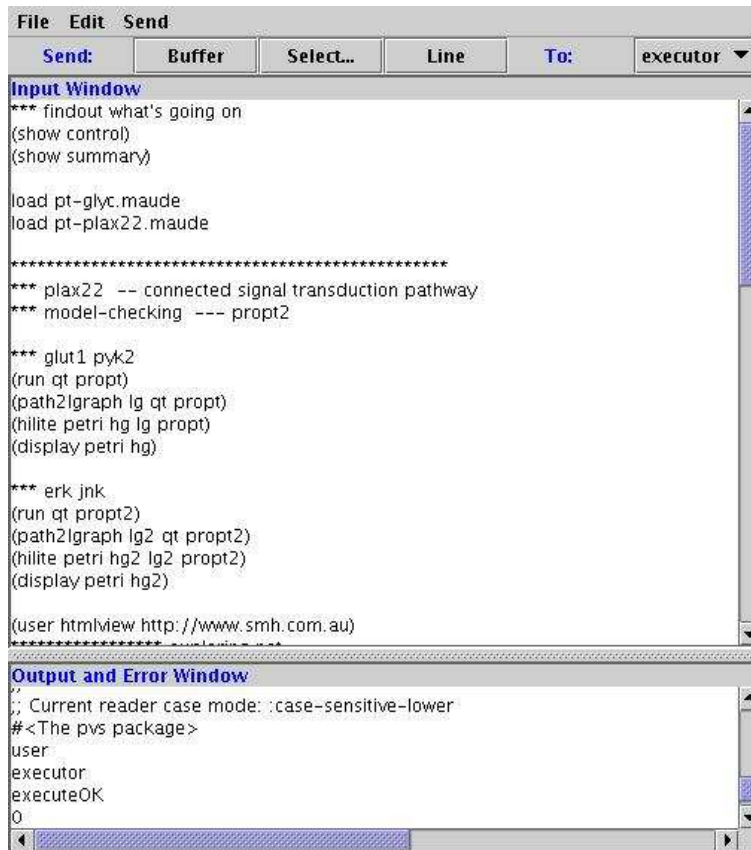 File Edit Send
Send: Buffer Select... Line To: executor
Input Window
*** findout what's going on
(show control)
(show summary)
load pt-glyc.maude
load pt-plax22.maude
*************************************************
*** plax22 -- connected signal transduction pathway
*** model-checking --- propt2
*** glut1 pyk2
(run qt propt)
(path2lgraph lg qt propt)
(hilite petri hg lg propt)
(display petri hg)
*** erk jnk
(run qt propt2)
(path2lgraph lg2 qt propt2)
(hilite petri hg2 lg2 propt2)
(display petri hg2)
(user htmlview http://www.smh.com.au)
Output and Error Window
;;
;; Current reader case mode: :case-sensitive-lower
#<The pvs package>
user
executor
executeOK
0